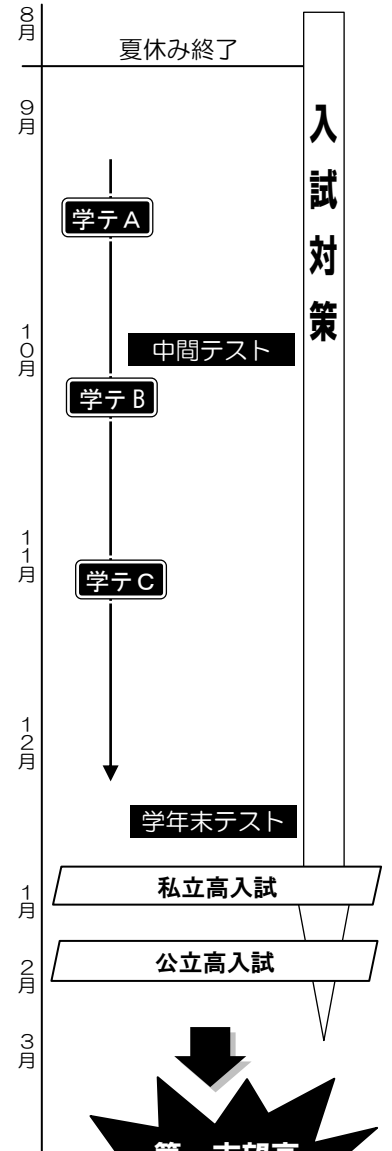 8月
夏休み終了
9月
入試対策
学テA
10月
中間テスト
学テB
11月
学テC
12月
学年末テスト
1月
私立高入試
2月
公立高入試
3月